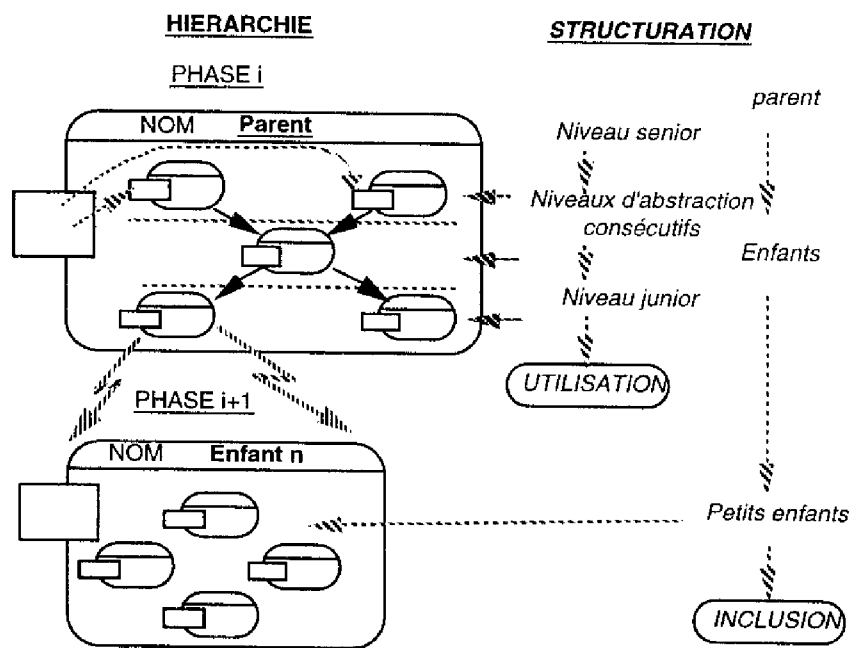 HIERARCHIE
STRUCTURATION
PHASE i
parent
NOM Parent
Niveau senior
Niveaux d'abstraction
consécutifs
Enfants
Niveau junior
UTILISATION
PHASE i+1
NOM Enfant n
Petits enfants
INCLUSION